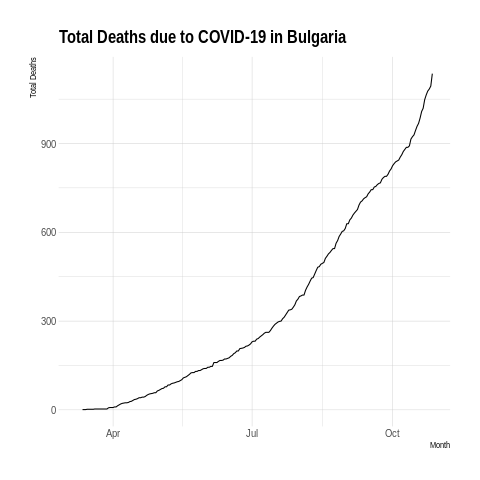 Total Deaths due to COVID-19 in Bulgaria
Total Deaths
900
600
300
0
Apr Jul Oct
Month